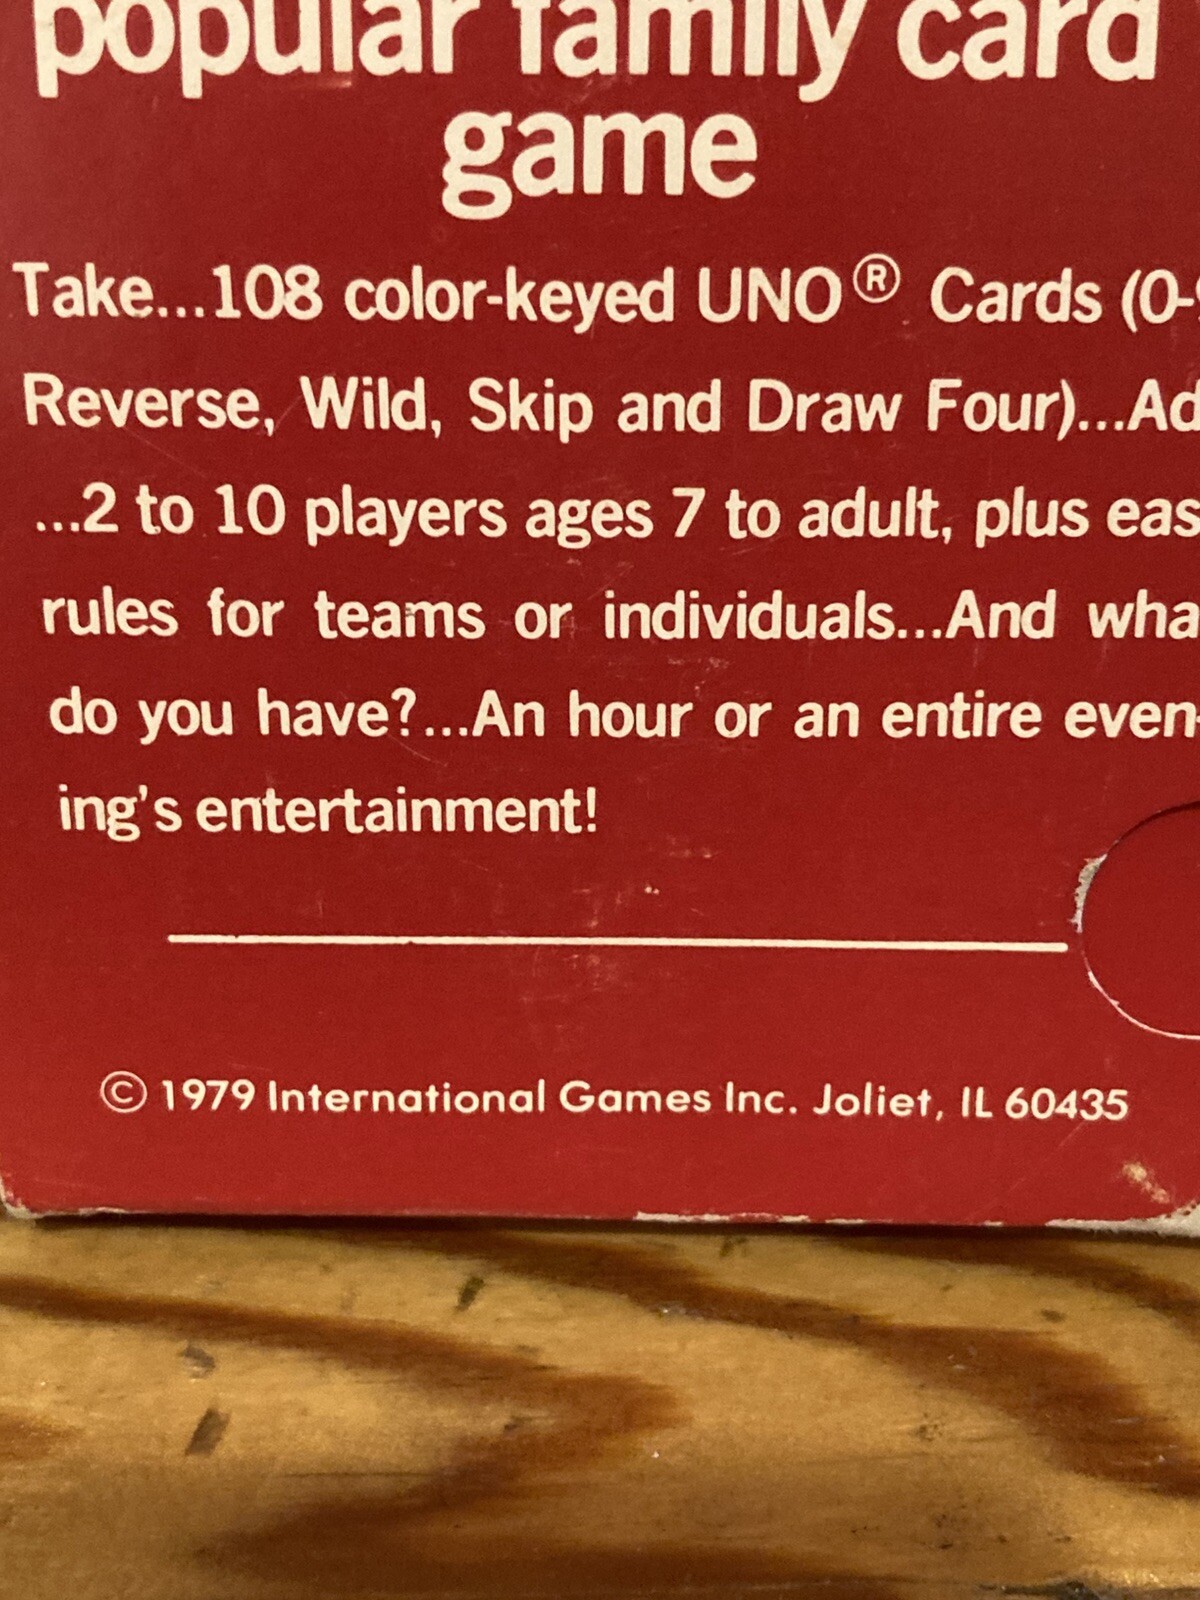 popular family card
game
Take...108 color-keyed UNO® Cards (0-9
Reverse, Wild, Skip and Draw Four)...Ad
...2 to 10 players ages 7 to adult, plus eas
rules for teams or individuals...And wha
do you have?...An hour or an entire even
ing's entertainment!
© 1979 International Games Inc. Joliet, IL 60435